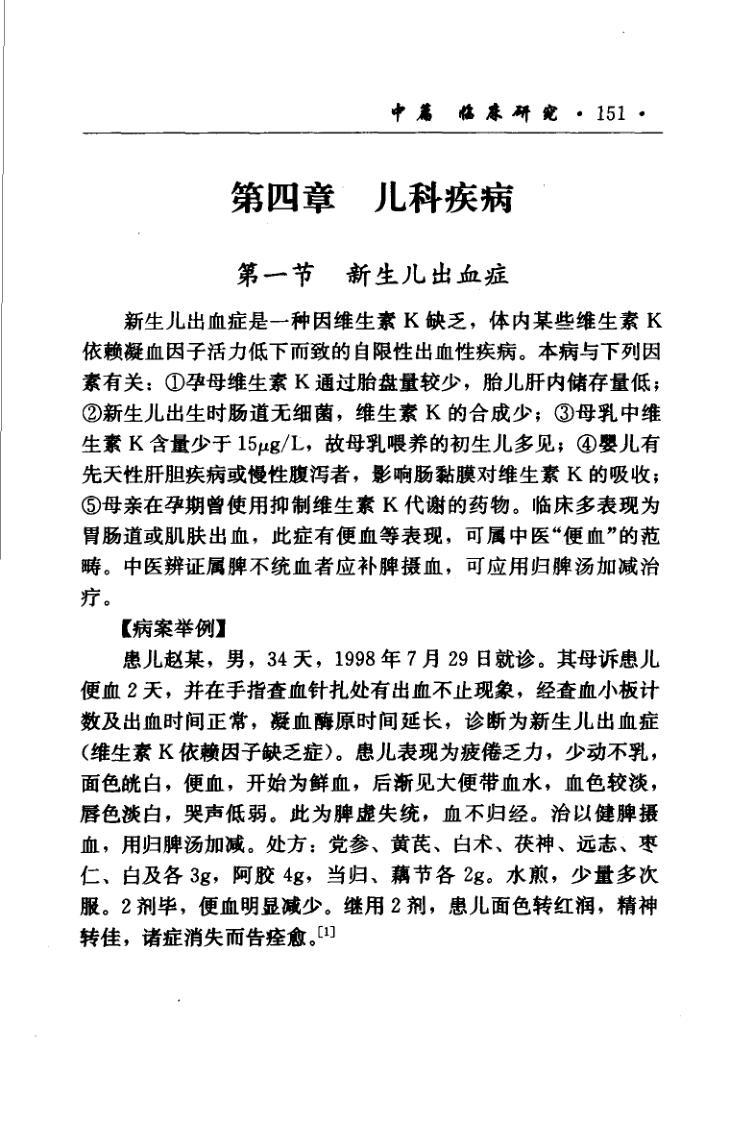 中篇 临床研究·151·
第四章 儿科疾病
第一节 新生儿出血症
新生儿出血症是一种因维生素 K 缺乏，体内某些维生素 K
依赖凝血因子活力低下而致的自限性出血性疾病。本病与下列因
素有关：①孕母维生素 K 通过胎盘量较少，胎儿肝内储存量低；
②新生儿出生时肠道无细菌，维生素 K 的合成少；③母乳中维
生素 K 含量少于 15μg/L，故母乳喂养的初生儿多见；④婴儿有
先天性肝胆疾病或慢性腹泻者，影响肠黏膜对维生素 K 的吸收；
⑤母亲在孕期曾使用抑制维生素 K 代谢的药物。临床多表现为
胃肠道或肌肤出血，此症有便血等表现，可属中医“便血”的范
畴。中医辨证属脾不统血者应补脾摄血，可应用归脾汤加减治
疗。
【病案举例】
患儿赵某，男，34 天，1998 年 7 月 29 日就诊。其母诉患儿
便血 2 天，并在手指查血针扎处有出血不止现象，经查血小板计
数及出血时间正常，凝血酶原时间延长，诊断为新生儿出血症
（维生素 K 依赖因子缺乏症）。患儿表现为疲倦乏力，少动不乳，
面色㿠白，便血，开始为鲜血，后渐见大便带血水，血色较淡，
唇色淡白，哭声低弱。此为脾虚失统，血不归经。治以健脾摄
血，用归脾汤加减。处方：党参、黄芪、白术、茯神、远志、枣
仁、白及各 3g，阿胶 4g，当归、藕节各 2g。水煎，少量多次
服。2 剂毕，便血明显减少。继用 2 剂，患儿面色转红润，精神
转佳，诸症消失而告痊愈。[1]